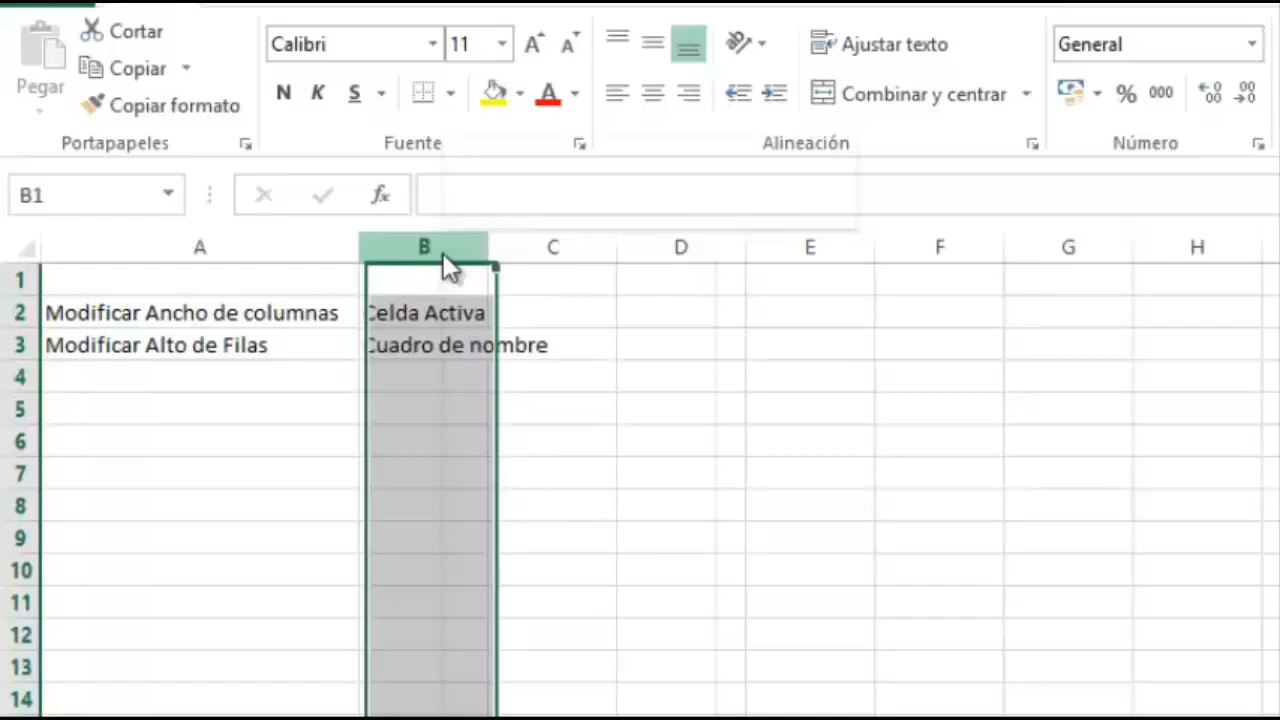 Cortar
Calibri 11
Ajustar texto
General
Pegar
Copiar
N K S A
Combinar y centrar
% 000
Copiar formato
Portapapeles
Fuente
Alineación
Número
B1
fx
A B C D E F G H
1
2 Modificar Ancho de columnas Celda Activa
3 Modificar Alto de Filas Cuadro de nombre
4
5
6
7
8
9
10
11
12
13
14